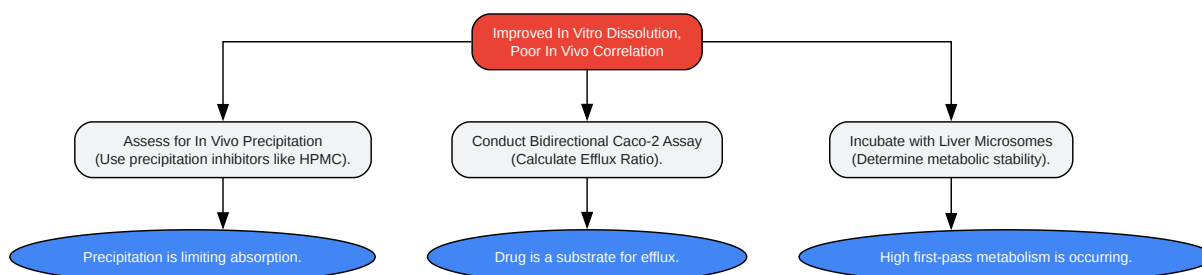 Improved In Vitro Dissolution,
Poor In Vivo Correlation
Assess for In Vivo Precipitation
(Use precipitation inhibitors like HPMC).
Conduct Bidirectional Caco-2 Assay
(Calculate Efflux Ratio).
Incubate with Liver Microsomes
(Determine metabolic stability).
Precipitation is limiting absorption.
Drug is a substrate for efflux.
High first-pass metabolism is occurring.